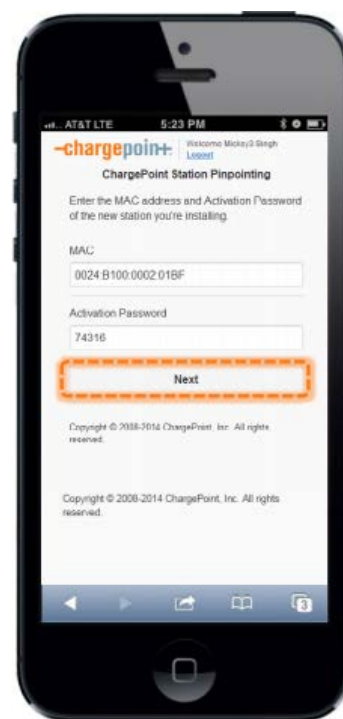 AT&T LTE 5:23 PM
-chargepoin+. Welcome Mickey3 Singh
Logout
ChargePoint Station Pinpointing
Enter the MAC address and Activation Password
of the new station you're installing.
MAC
0024:B100:0002:01BF
Activation Password
74316
Next
Copyright © 2008-2014 ChargePoint, Inc. All rights
reserved.
Copyright © 2008-2014 ChargePoint, Inc. All rights
reserved.
3